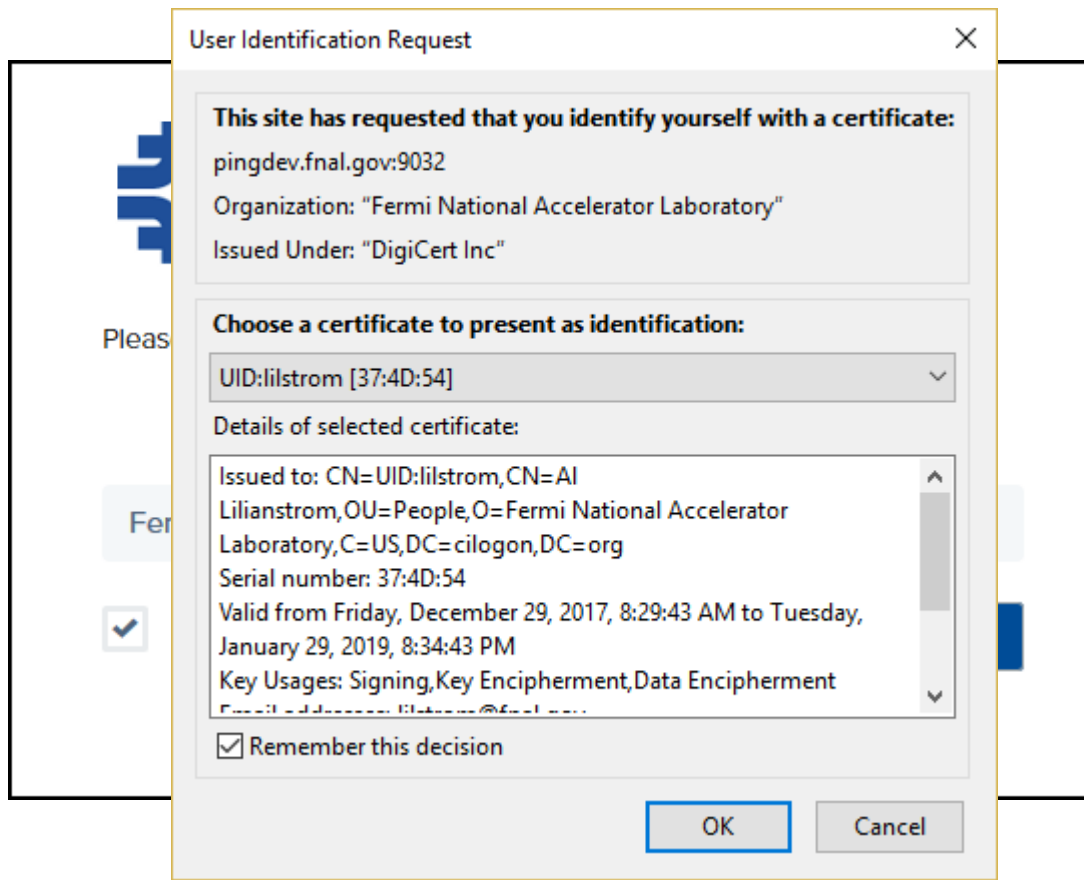 User Identification Request
This site has requested that you identify yourself with a certificate:
pingdev.fnal.gov:9032
Organization: “Fermi National Accelerator Laboratory”
Issued Under: “DigiCert Inc”
Pleas
Choose a certificate to present as identification:
UID:lilstrom [37:4D:54]
Details of selected certificate:
Issued to: CN=UID:lilstrom,CN=Al
Lilianstrom,OU=People,O=Fermi National Accelerator
Laboratory,C=US,DC=cilogon,DC=org
Fer
Serial number: 37:4D:54
Valid from Friday, December 29, 2017, 8:29:43 AM to Tuesday,
January 29, 2019, 8:34:43 PM
Key Usages: Signing,Key Encipherment,Data Encipherment
Email addresses: lilstrom@fnal.gov
Remember this decision
OK
Cancel